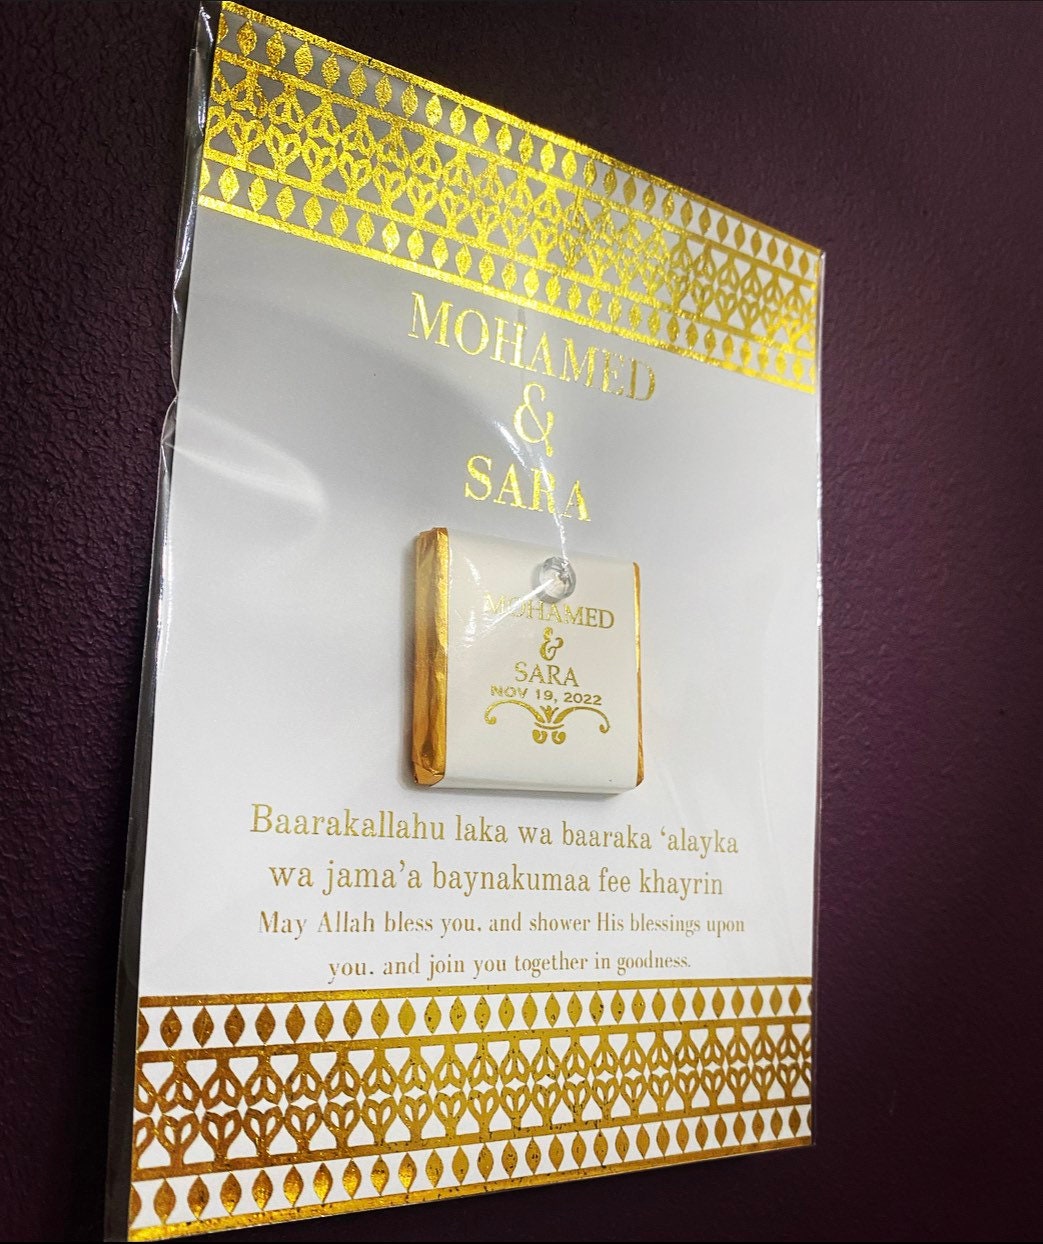 MOHAMED
&
SARA
MOHAMED
&
SARA
NOV 19, 2022
Baarakallahu laka wa baaraka ‘alayka
wa jama’a baynakumaa fee khayrin
May Allah bless you. and shower His blessings upon
you. and join you together in goodness.